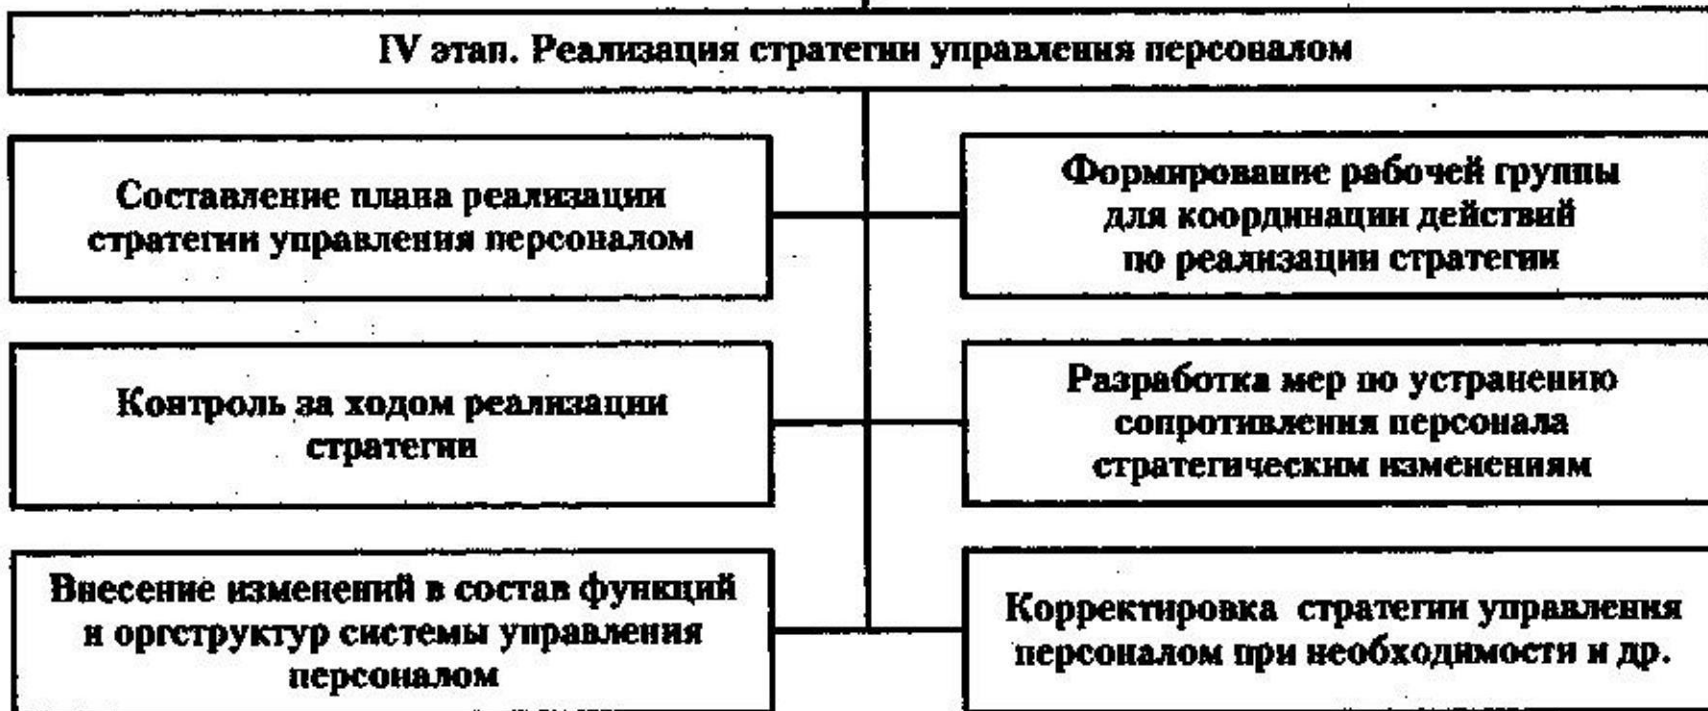 IV этап. Реализация стратегии управления персоналом
Составление плана реализации
стратегии управления персоналом
Формирование рабочей группы
для координации действий
по реализации стратегии
Контроль за ходом реализации
стратегии
Разработка мер по устранению
сопротивления персонала
стратегическим изменениям
Внесение изменений в состав функций
и оргструктур системы управления
персоналом
Корректировка стратегии управления
персоналом при необходимости и др.